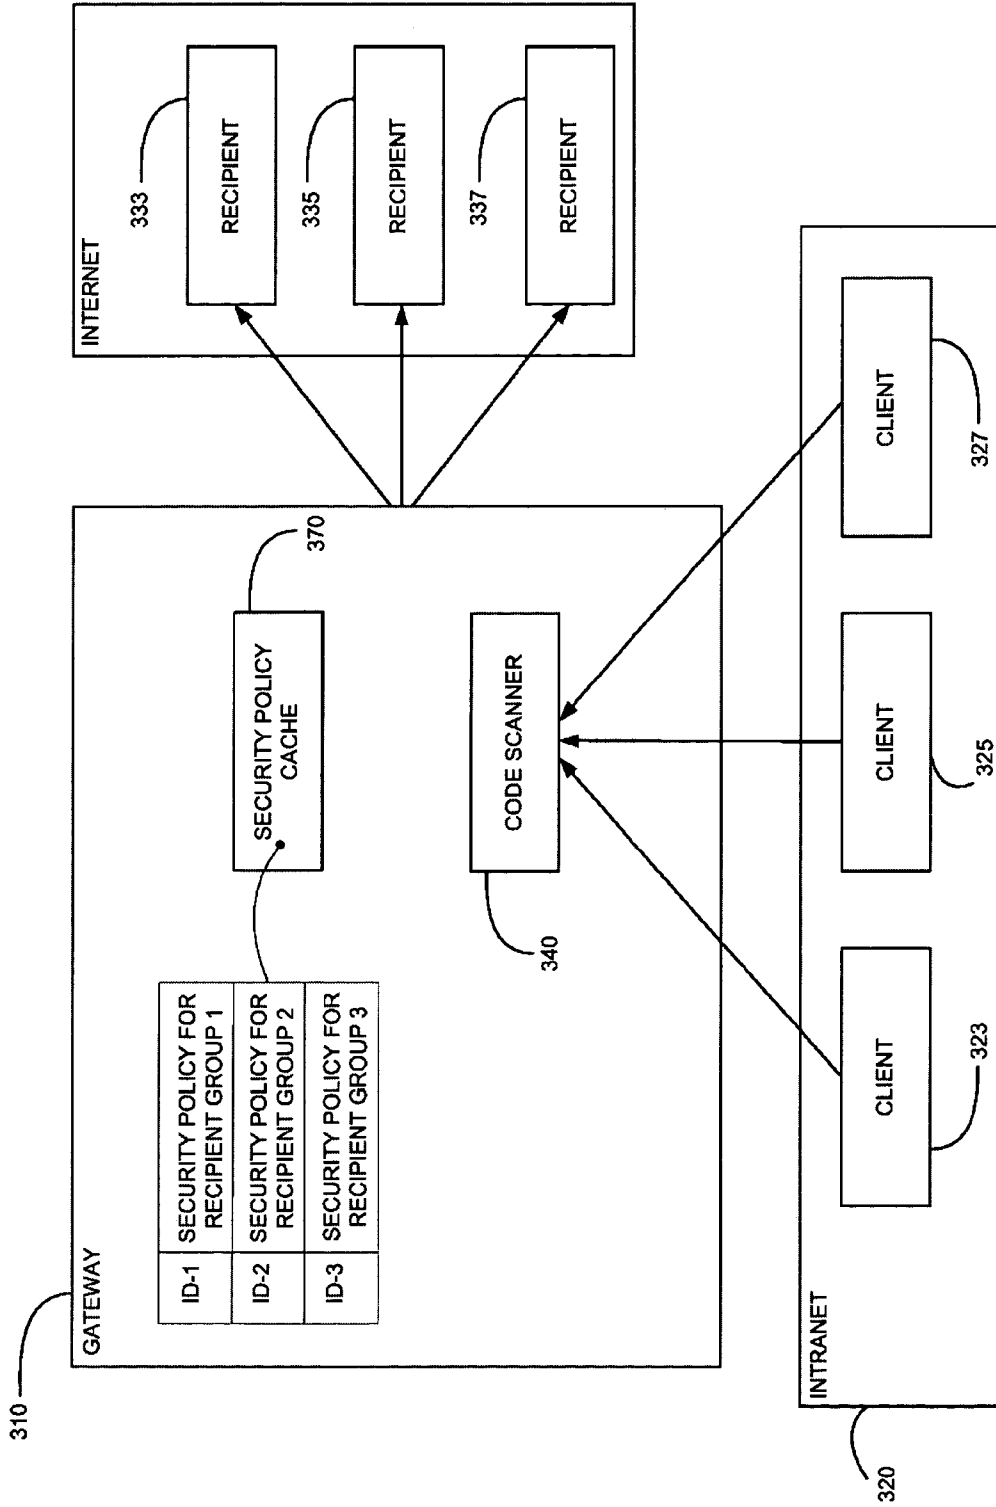 310
GATEWAY
ID-1
SECURITY POLICY FOR
RECIPIENT GROUP 1
ID-2
SECURITY POLICY FOR
RECIPIENT GROUP 2
ID-3
SECURITY POLICY FOR
RECIPIENT GROUP 3
SECURITY POLICY
CACHE
370
CODE SCANNER
340
INTERNET
333
RECIPIENT
335
RECIPIENT
337
RECIPIENT
320
INTRANET
CLIENT
323
CLIENT
325
CLIENT
327